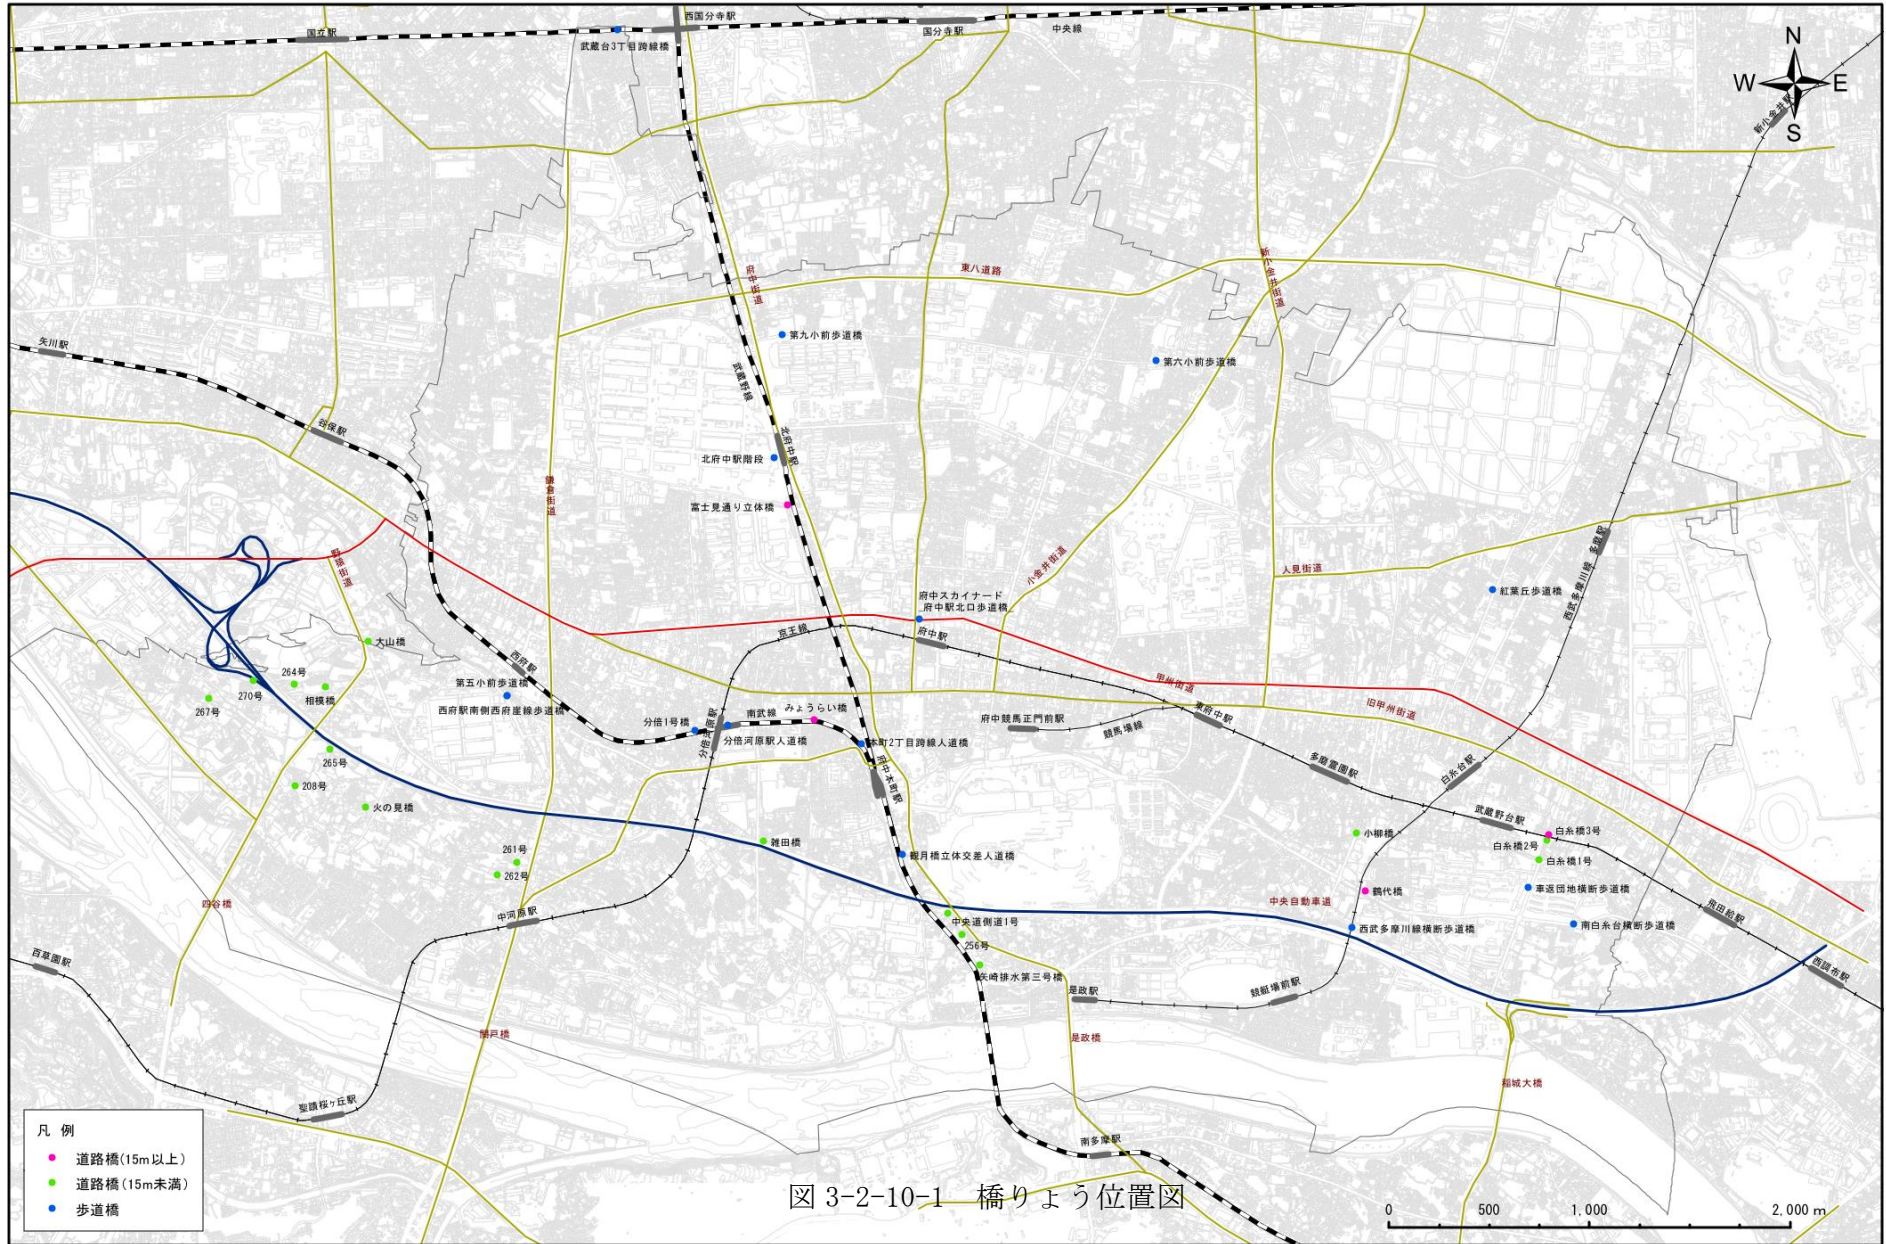 西国分寺駅
国立駅
国分寺駅
中央線
武蔵台3丁目跨線橋
N
W
E
S
新小金井駅
府中街道
東八道路
新小金井街道
矢川駅
第九小前歩道橋
第六小前歩道橋
武蔵野線
谷保駅
北府中駅
北府中駅階段
鎌倉街道
富士見通り立体橋
西武多摩川線
多磨駅
小金井街道
人見街道
紅葉丘歩道橋
府中スカイナード
府中駅北口歩道橋
京王線
府中駅
大山橋
西府駅
264号
270号
相模橋
267号
第五小前歩道橋
西府駅南側西府崖線歩道橋
甲州街道
旧甲州街道
東府中駅
府中競馬正門前駅
競馬場線
分倍1号橋
分倍河原駅
南武線
みょうらい橋
分倍河原駅人道橋
本町2丁目跨線人道橋
府中本町駅
265号
208号
火の見橋
多磨霊園駅
白糸台駅
武蔵野台駅
小柳橋
白糸橋3号
白糸橋2号
白糸橋1号
雑田橋
観月橋立体交差人道橋
261号
262号
鶴代橋
車返団地横断歩道橋
四谷橋
中河原駅
中央自動車道
飛田給駅
中央道側道1号
西武多摩川線横断歩道橋
南白糸台横断歩道橋
256号
百草園駅
矢崎排水第三号橋
西調布駅
是政駅
競艇場前駅
関戸橋
是政橋
稲城大橋
聖蹟桜ヶ丘駅
南多摩駅
凡 例
道路橋(15m以上)
道路橋(15m未満)
歩道橋
図 3-2-10-1 橋りょう位置図
0 500 1,000 2,000 m